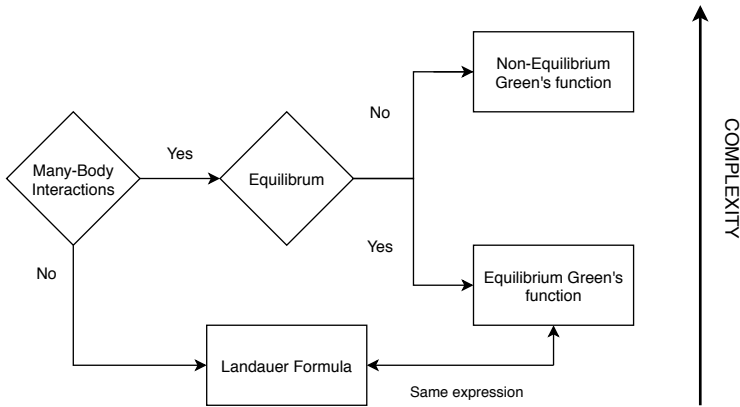 Non-Equilibrium
Green's function
No
COMPLEXITY
Many-Body
Interactions
Yes
Equilibrum
Yes
No
Equilibrium Green's
function
Landauer Formula
Same expression